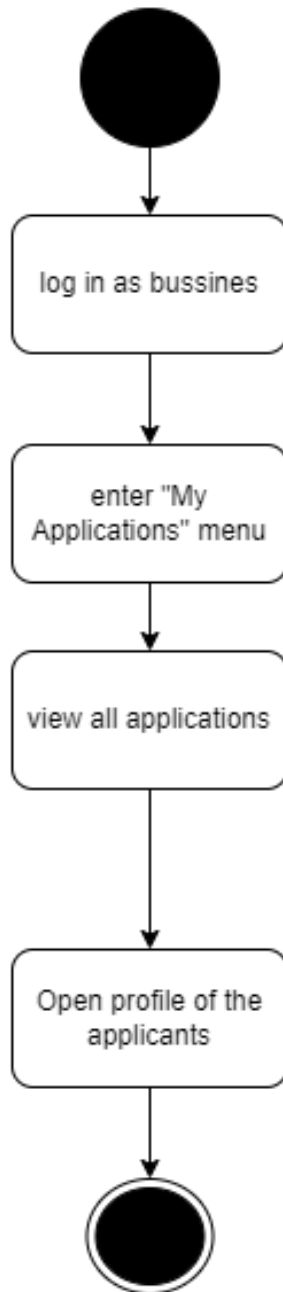 log in as bussines
enter "My
Applications" menu
view all applications
Open profile of the
applicants